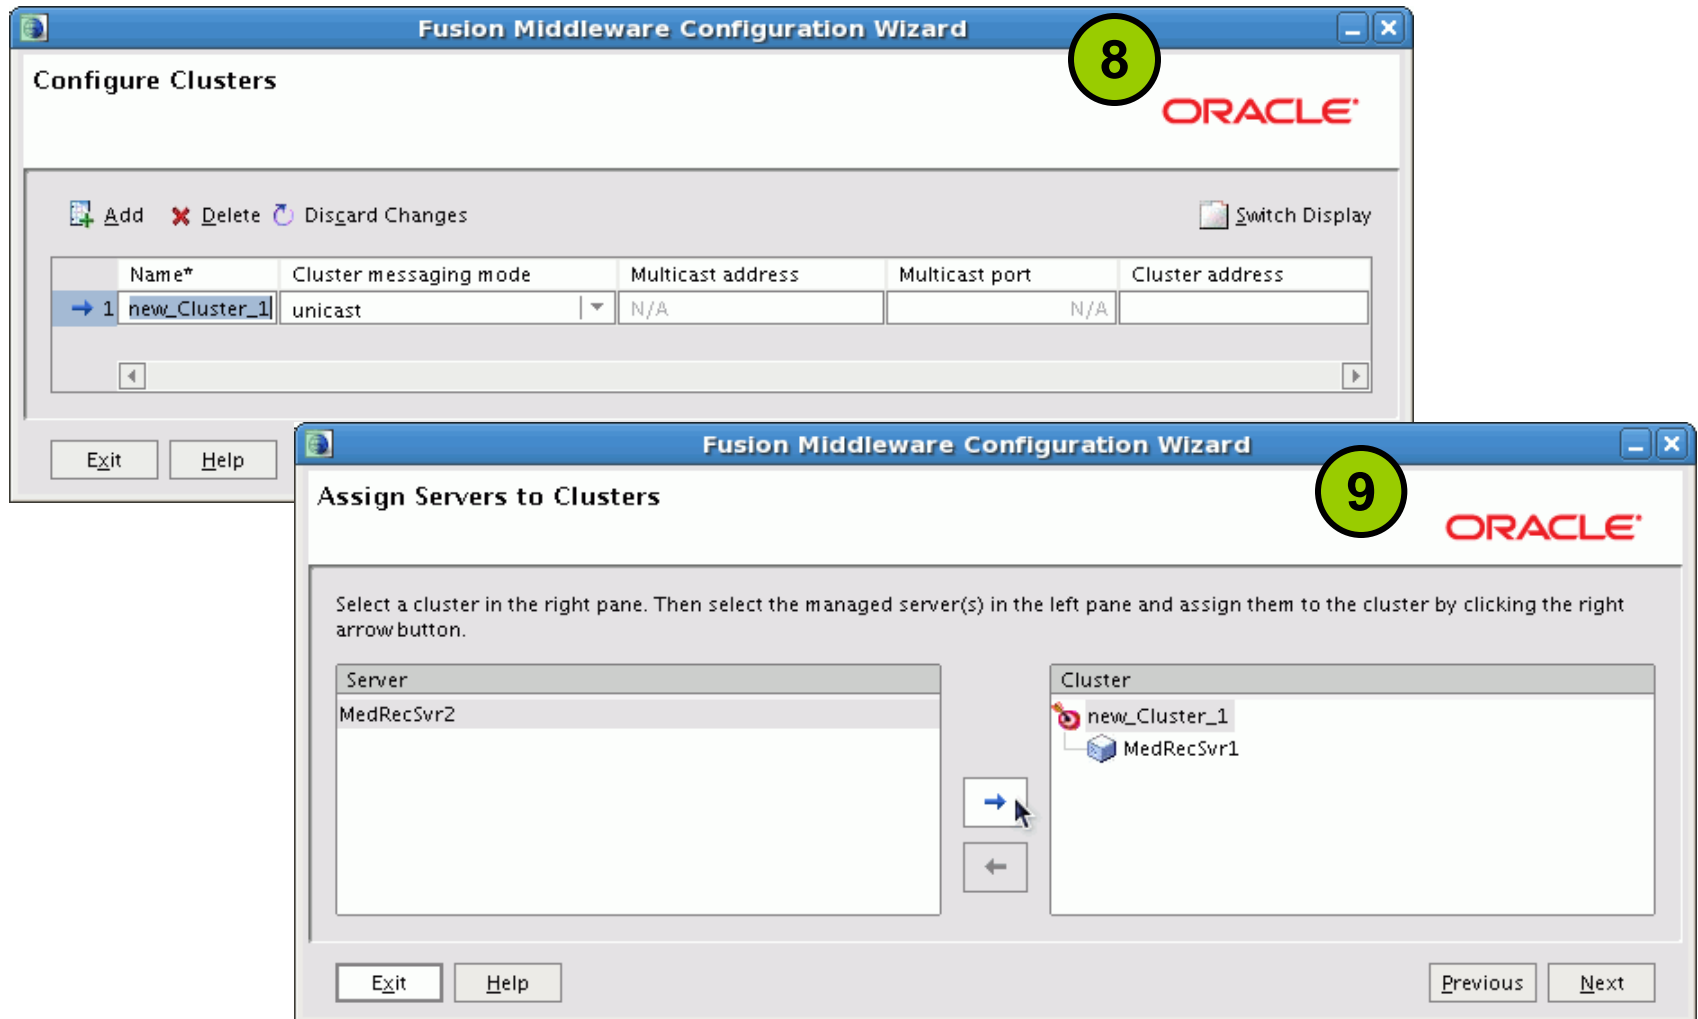 Fusion Middleware Configuration Wizard
8
Configure Clusters
ORACLE
Add Delete Discard Changes Switch Display
Name* Cluster messaging mode Multicast address Multicast port Cluster address
1 new_Cluster_1 unicast N/A N/A
Exit Help
Fusion Middleware Configuration Wizard
9
Assign Servers to Clusters
ORACLE
Select a cluster in the right pane. Then select the managed server(s) in the left pane and assign them to the cluster by clicking the right
arrow button.
Server Cluster
MedRecSvr2 new_Cluster_1
MedRecSvr1
Exit Help Previous Next